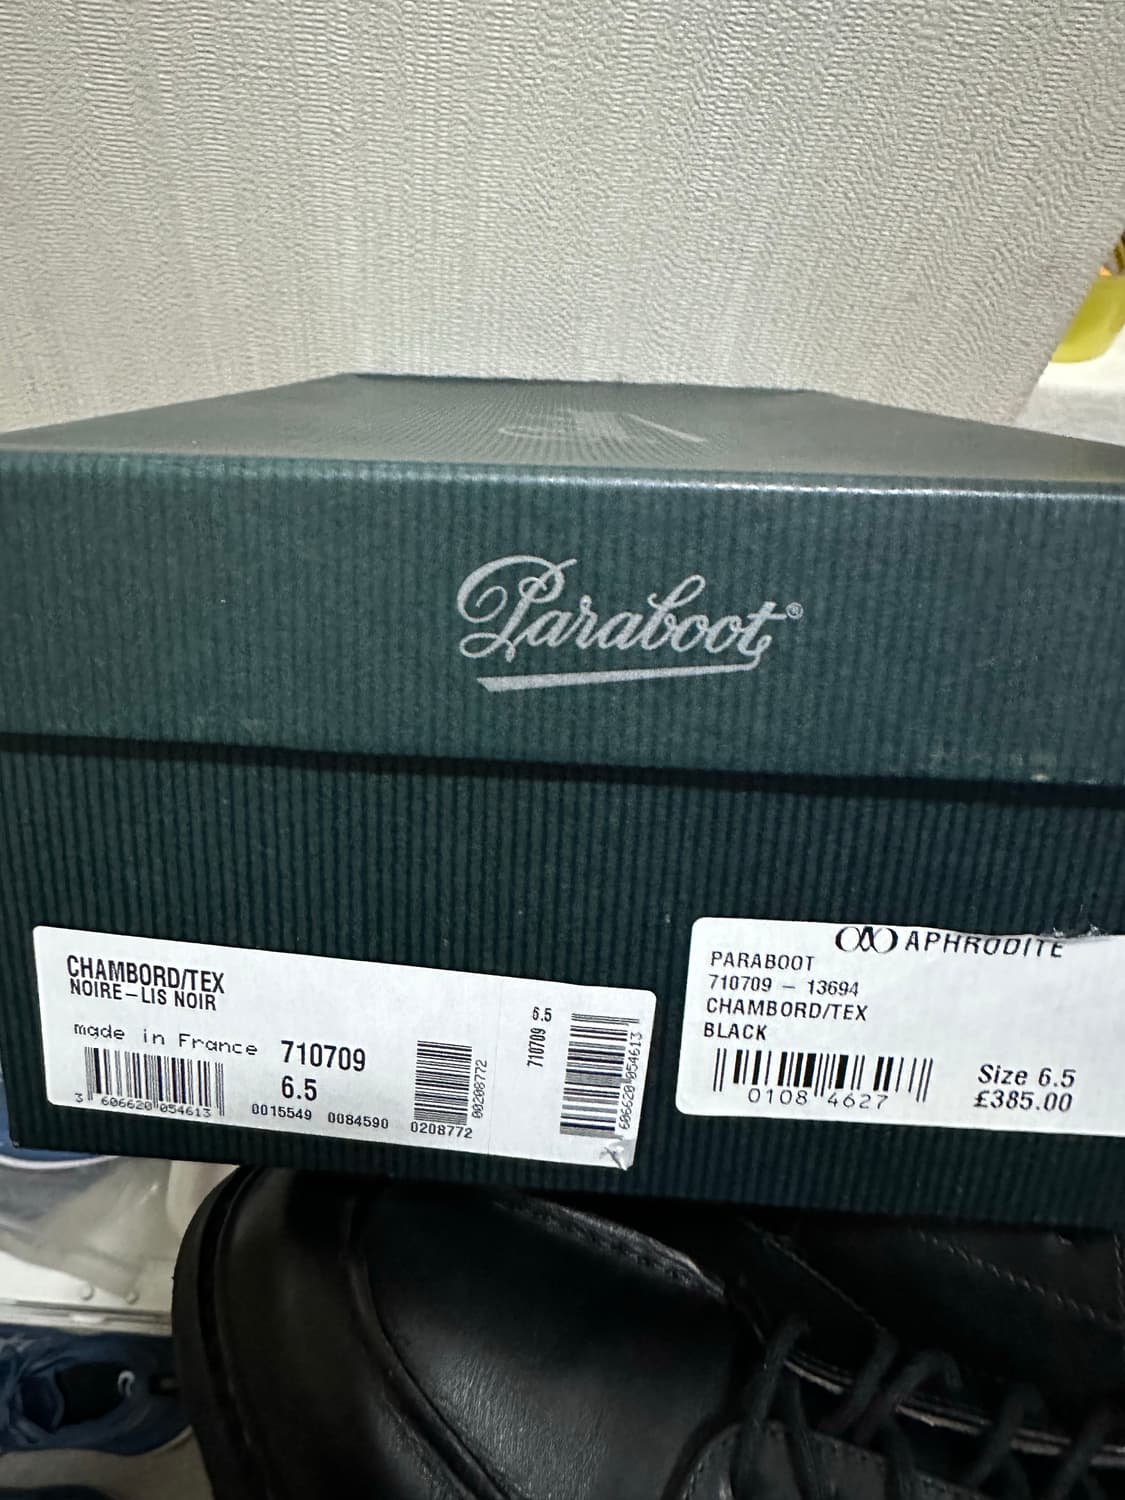 Paraboot®
CHAMBORD/TEX
NOIRE-LIS NOIR
made in France
710709
6.5
3 606620 054613
0015549 0084590 0208772
00208772
6.5
710709
606620 054613
APHRODITE
PARABOOT
710709 - 13694
CHAMBORD/TEX
BLACK
0108 4627
Size 6.5
£385.00